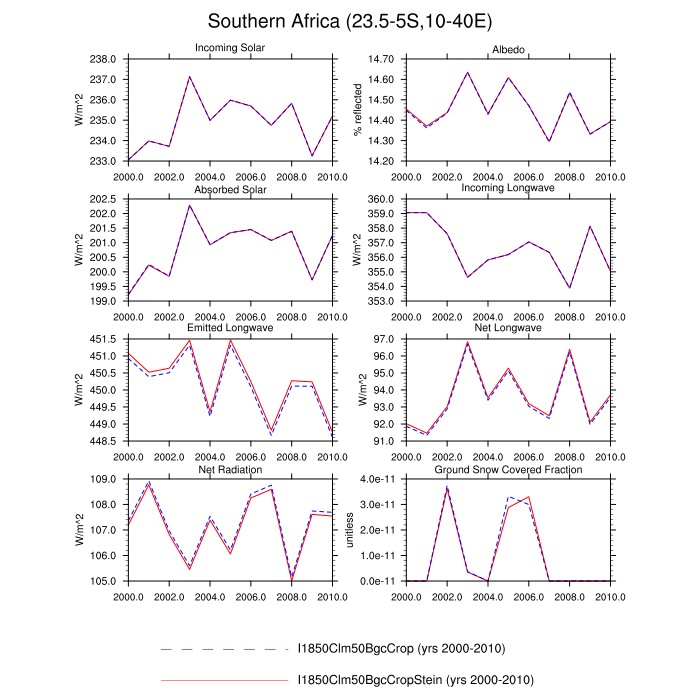 Southern Africa (23.5-5S,10-40E)
Incoming Solar
W/m^2
238.0
237.0
236.0
235.0
234.0
233.0
2000.0 2002.0 2004.0 2006.0 2008.0 2010.0
Albedo
% reflected
14.70
14.60
14.50
14.40
14.30
14.20
2000.0 2002.0 2004.0 2006.0 2008.0 2010.0
Absorbed Solar
W/m^2
202.5
202.0
201.5
201.0
200.5
200.0
199.5
199.0
2000.0 2002.0 2004.0 2006.0 2008.0 2010.0
Incoming Longwave
W/m^2
360.0
359.0
358.0
357.0
356.0
355.0
354.0
353.0
2000.0 2002.0 2004.0 2006.0 2008.0 2010.0
Emitted Longwave
W/m^2
451.5
451.0
450.5
450.0
449.5
449.0
448.5
2000.0 2002.0 2004.0 2006.0 2008.0 2010.0
Net Longwave
W/m^2
97.0
96.0
95.0
94.0
93.0
92.0
91.0
2000.0 2002.0 2004.0 2006.0 2008.0 2010.0
Net Radiation
W/m^2
109.0
108.0
107.0
106.0
105.0
2000.0 2002.0 2004.0 2006.0 2008.0 2010.0
Ground Snow Covered Fraction
unitless
4.0e-11
3.0e-11
2.0e-11
1.0e-11
0.0e-11
2000.0 2002.0 2004.0 2006.0 2008.0 2010.0
I1850Clm50BgcCrop (yrs 2000-2010)
I1850Clm50BgcCropStein (yrs 2000-2010)